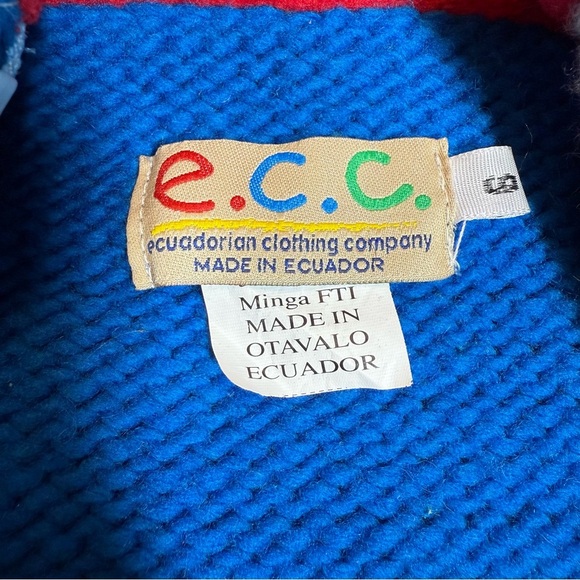 e.c.c.
ecuadorian clothing company
MADE IN ECUADOR
S
Minga FTI
MADE IN
OTAVALO
ECUADOR